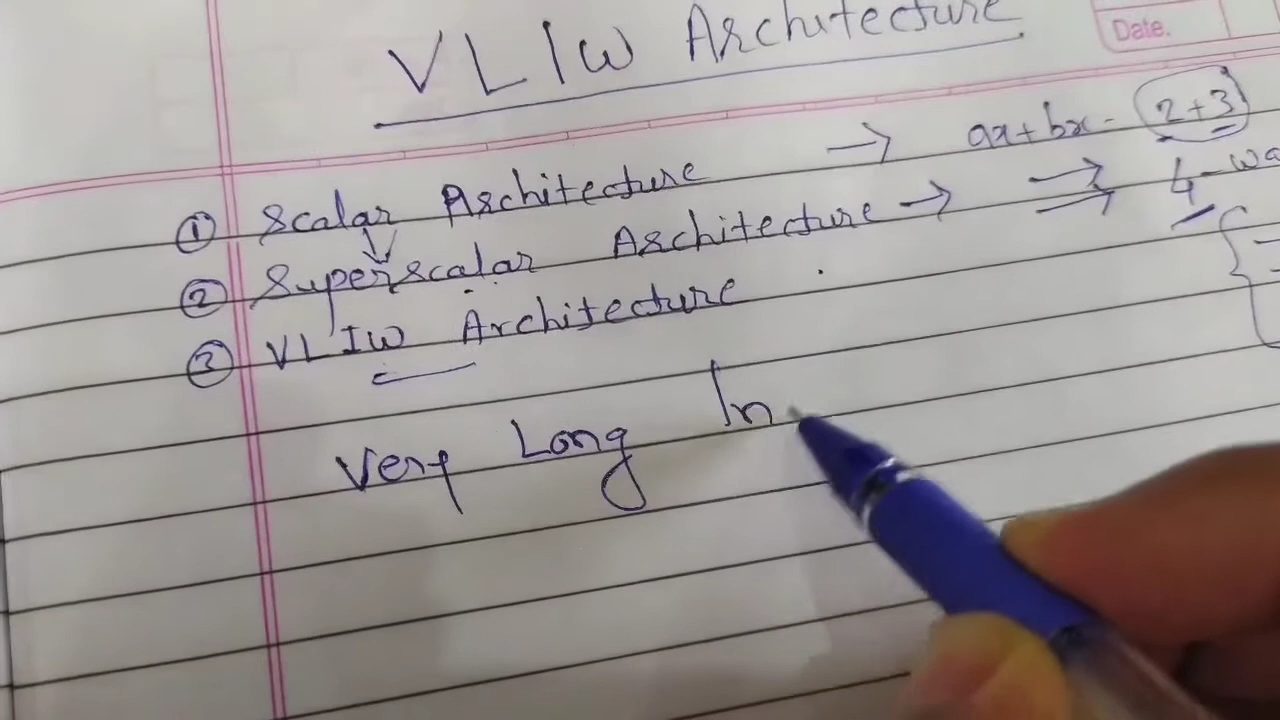 VLIW Architecture
Date.
① Scalar Architecture → ax+bx- 2+3
② Superscalar Architecture → ⇒ 4-wa
③ VLIW Architecture
Very Long In